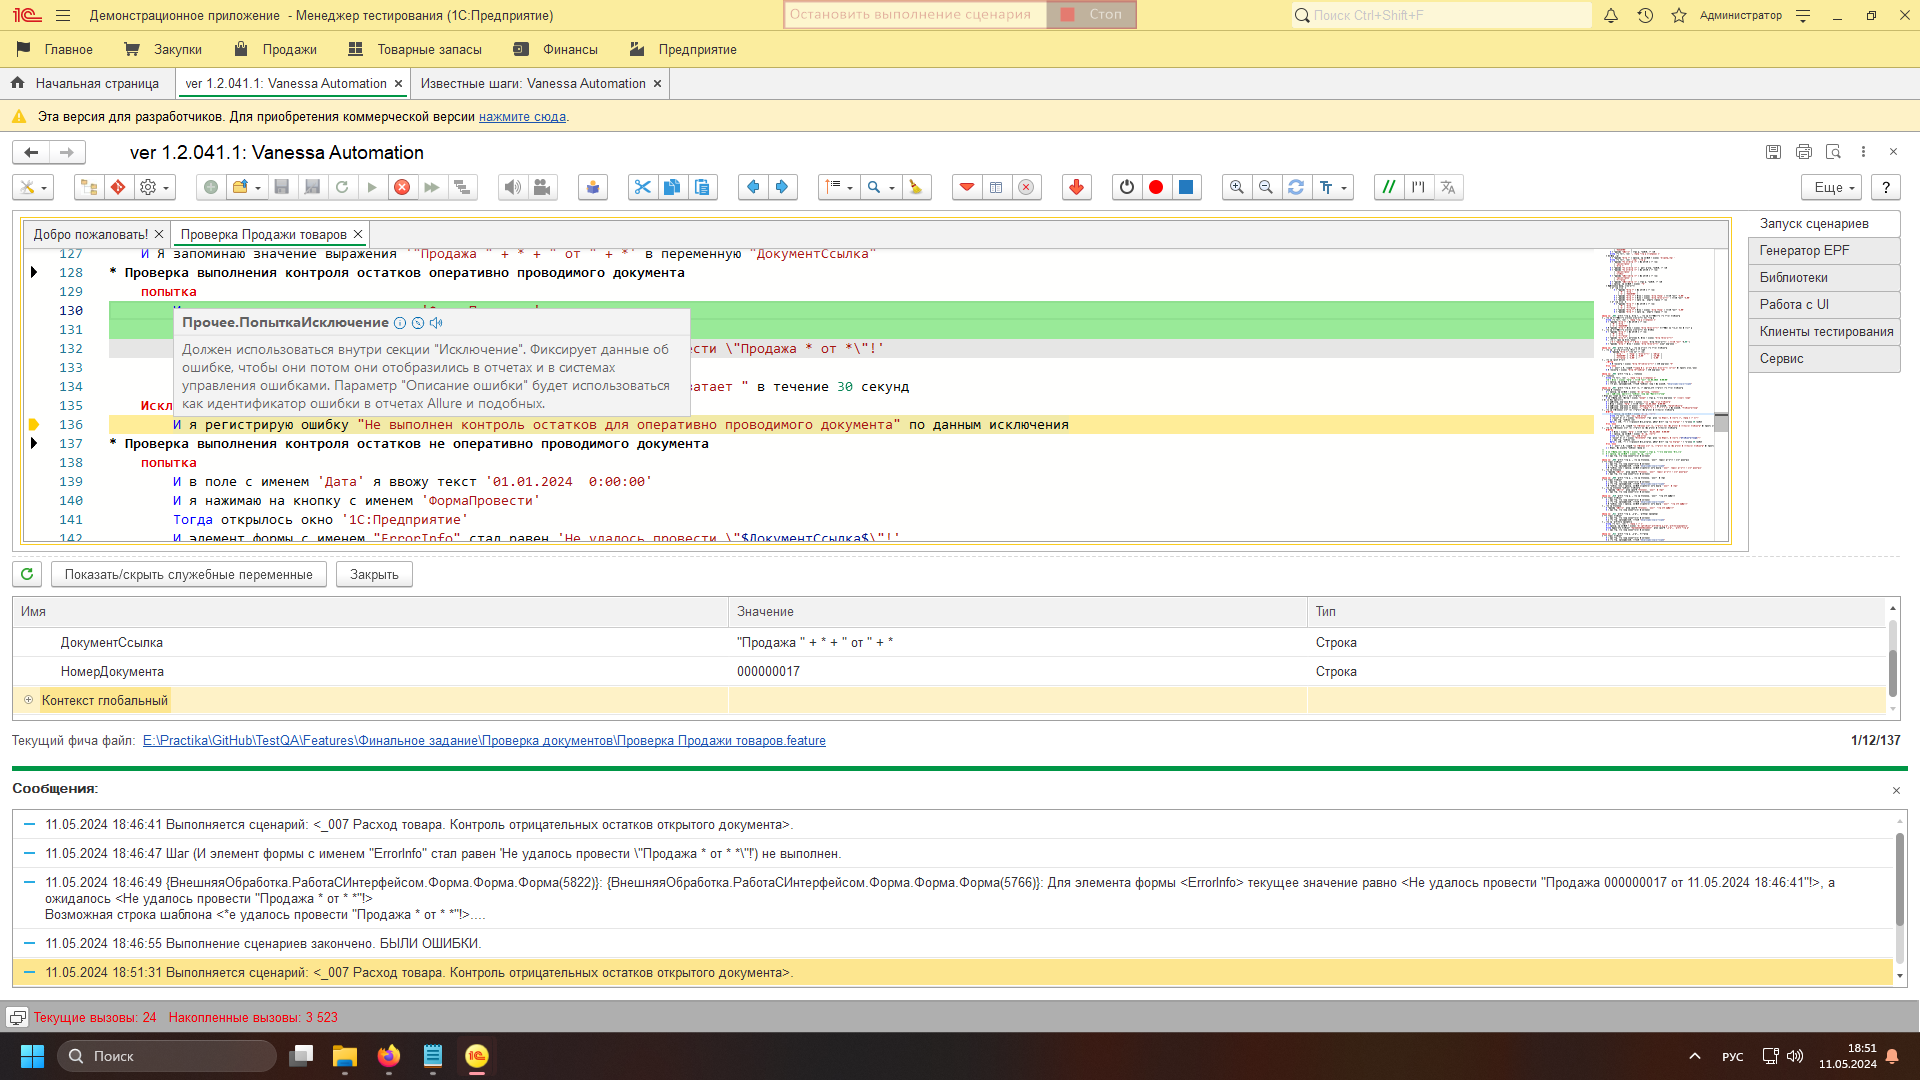 Демонстрационное приложение - Менеджер тестирования (1С:Предприятие)
Остановить выполнение сценария
Стоп
Поиск Ctrl+Shift+F
Администратор
Главное
Закупки
Продажи
Товарные запасы
Финансы
Предприятие
Начальная страница
ver 1.2.041.1: Vanessa Automation
Известные шаги: Vanessa Automation
Эта версия для разработчиков. Для приобретения коммерческой версии нажмите сюда.
ver 1.2.041.1: Vanessa Automation
Еще
?
Добро пожаловать!
Проверка Продажи товаров
127 И Я запоминаю значение выражения '"Продажа " + * + " от " + *' в переменную "ДокументСсылка"
128 * Проверка выполнения контроля остатков оперативно проводимого документа
129 попытка
130
131
132 ести \"Продажа * от *\"!'
133
134 атает " в течение 30 секунд
135 Искл
Прочее.ПопыткаИсключение
Должен использоваться внутри секции "Исключение". Фиксирует данные об
ошибке, чтобы они потом они отобразились в отчетах и в системах
управления ошибками. Параметр "Описание ошибки" будет использоваться
как идентификатор ошибки в отчетах Allure и подобных.
136 И я регистрирую ошибку "Не выполнен контроль остатков для оперативно проводимого документа" по данным исключения
137 * Проверка выполнения контроля остатков не оперативно проводимого документа
138 попытка
139 И в поле с именем 'Дата' я ввожу текст '01.01.2024  0:00:00'
140 И я нажимаю на кнопку с именем 'ФормаПровести'
141 Тогда открылось окно '1С:Предприятие'
142 И элемент формы с именем "ErrorInfo" стал равен 'Не удалось провести \"$ДокументСсылка$\"!'
Запуск сценариев
Генератор EPF
Библиотеки
Работа с UI
Клиенты тестирования
Сервис
Показать/скрыть служебные переменные
Закрыть
Имя Значение Тип
ДокументСсылка "Продажа " + * + " от " + * Строка
НомерДокумента 000000017 Строка
Контекст глобальный
Текущий фича файл: E:\Practika\GitHub\TestQA\Features\Финальное задание\Проверка документов\Проверка Продажи товаров.feature
1/12/137
Сообщения:
11.05.2024 18:46:41 Выполняется сценарий: <_007 Расход товара. Контроль отрицательных остатков открытого документа>.
11.05.2024 18:46:47 Шаг (И элемент формы с именем "ErrorInfo" стал равен 'Не удалось провести \"Продажа * от * *\"!') не выполнен.
11.05.2024 18:46:49 {ВнешняяОбработка.РаботаСИнтерфейсом.Форма.Форма.Форма(5822)}: {ВнешняяОбработка.РаботаСИнтерфейсом.Форма.Форма.Форма(5766)}: Для элемента формы <ErrorInfo> текущее значение равно <Не удалось провести "Продажа 000000017 от 11.05.2024 18:46:41"!>, а
ожидалось <Не удалось провести "Продажа * от * *"!>
Возможная строка шаблона <*е удалось провести "Продажа * от * *"!>....
11.05.2024 18:46:55 Выполнение сценариев закончено. БЫЛИ ОШИБКИ.
11.05.2024 18:51:31 Выполняется сценарий: <_007 Расход товара. Контроль отрицательных остатков открытого документа>.
Текущие вызовы: 24 Накопленные вызовы: 3 523
Поиск
РУС
18:51
11.05.2024